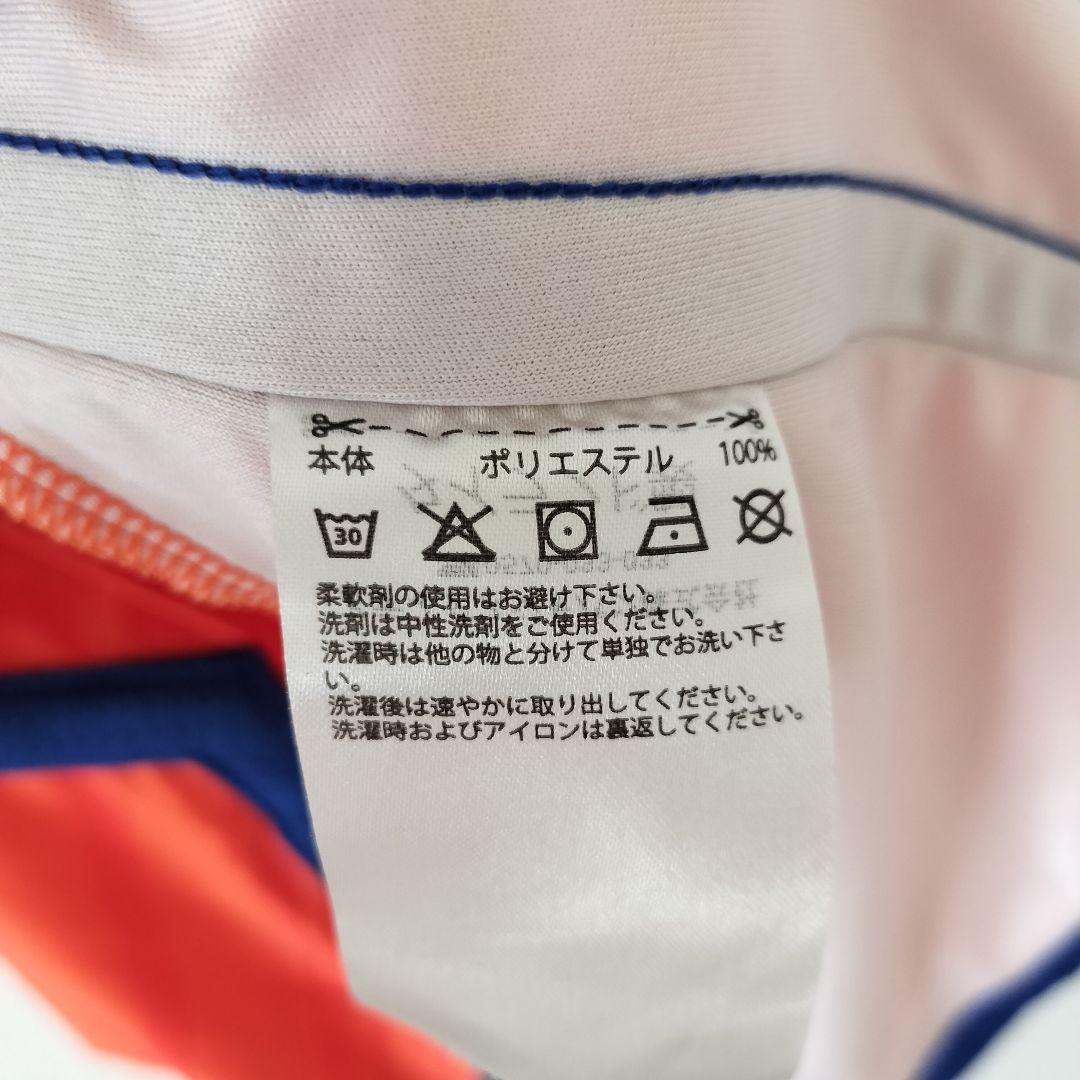 本体 ポリエステル 100%
30
柔軟剤の使用はお避け下さい。
洗剤は中性洗剤をご使用ください。
洗濯時は他の物と分けて単独でお洗い下さ
い。
洗濯後は速やかに取り出してください。
洗濯時およびアイロンは裏返してください。